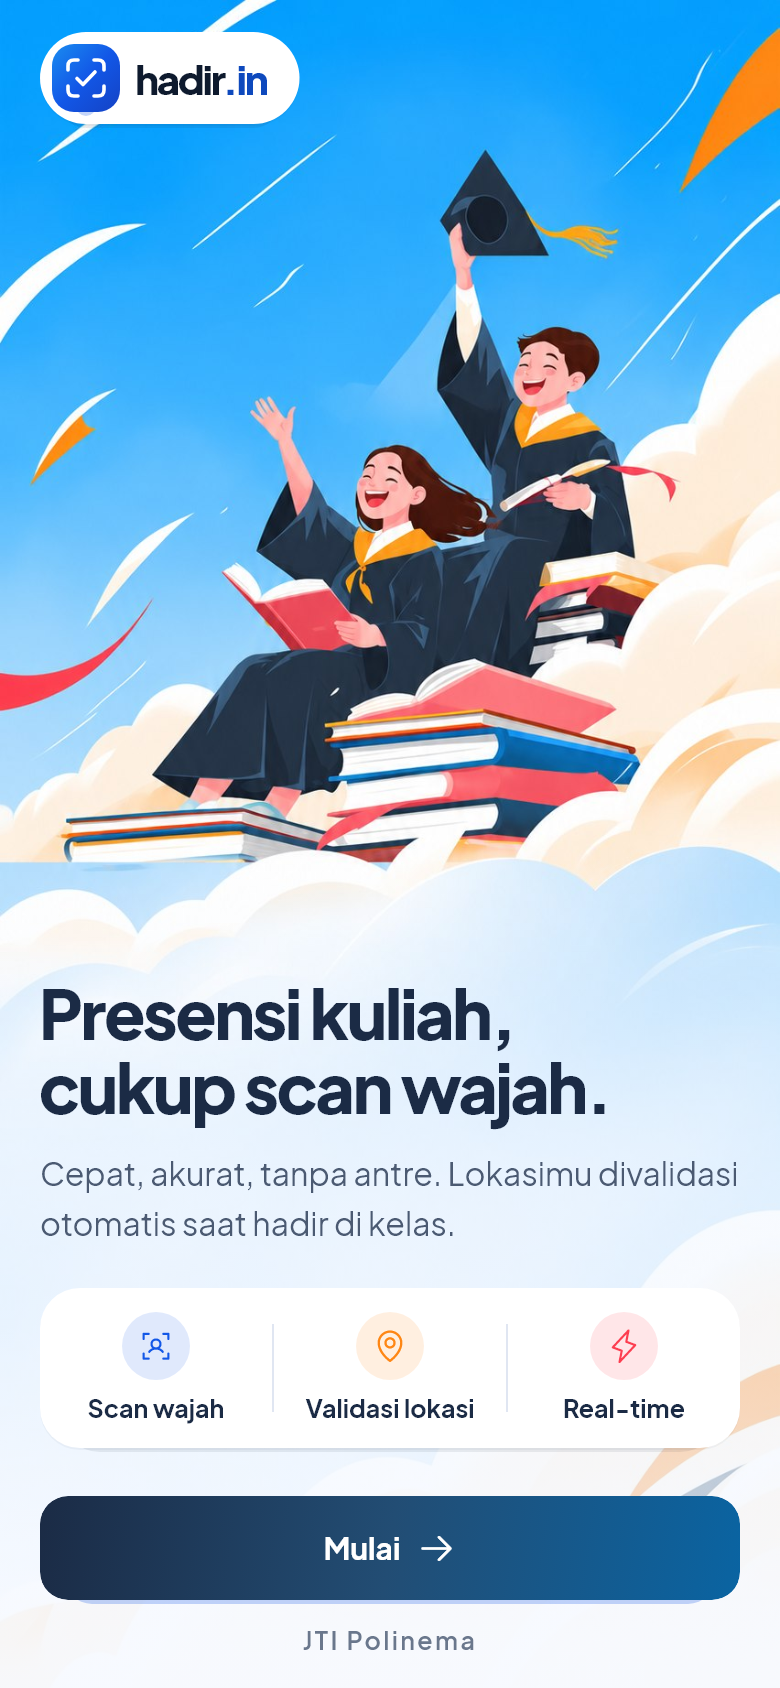 hadir.in
Presensi kuliah,
cukup scan wajah.
Cepat, akurat, tanpa antre. Lokasimu divalidasi
otomatis saat hadir di kelas.
Scan wajah
Validasi lokasi
Real-time
Mulai →
JTI Polinema